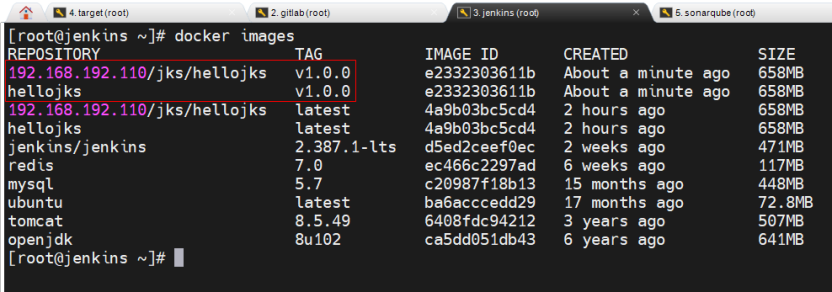 4. target (root) 2. gitlab (root) 3. jenkins (root) × 5. sonarqube (root)
[root@jenkins ~]# docker images
REPOSITORY TAG IMAGE ID CREATED SIZE
192.168.192.110/jks/hellojks v1.0.0 e2332303611b About a minute ago 658MB
hellojks v1.0.0 e2332303611b About a minute ago 658MB
192.168.192.110/jks/hellojks latest 4a9b03bc5cd4 2 hours ago 658MB
hellojks latest 4a9b03bc5cd4 2 hours ago 658MB
jenkins/jenkins 2.387.1-lts d5ed2ceef0ec 2 weeks ago 471MB
redis 7.0 ec466c2297ad 6 weeks ago 117MB
mysql 5.7 c20987f18b13 15 months ago 448MB
ubuntu latest ba6acccedd29 17 months ago 72.8MB
tomcat 8.5.49 6408fdc94212 3 years ago 507MB
openjdk 8u102 ca5dd051db43 6 years ago 641MB
[root@jenkins ~]#